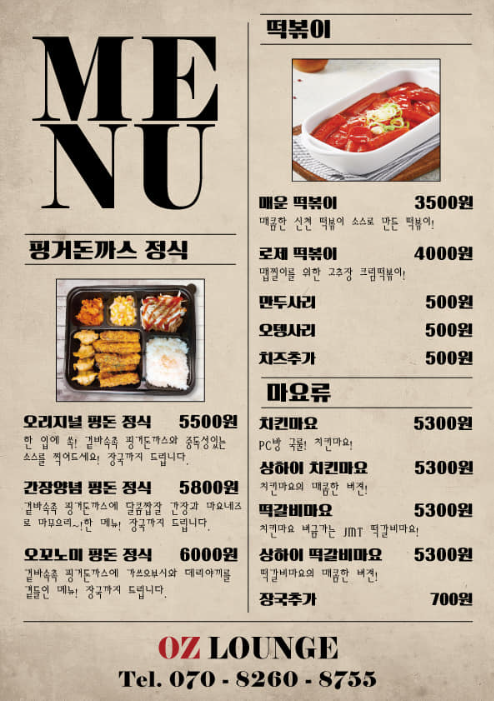 ME
NU
핑거돈까스 정식
오리지널 핑돈 정식 5500원
한 입에 쏙! 겉바속촉 핑거돈까스와 중독성있는
소스를 찍어드세요! 장국까지 드립니다.
간장양념 핑돈 정식 5800원
겉바속촉 핑거돈까스에 달콤짭잘 간장과 마요네즈
로 마무리~!한 메뉴! 장국까지 드립니다.
오꼬노미 핑돈 정식 6000원
겉바속촉 핑거돈까스에 가쓰오부시와 데리야끼를
곁들인 메뉴! 장국까지 드립니다.
떡볶이
매운 떡볶이 3500원
매콤한 신전 떡볶이 소스로 만든 떡볶이!
로제 떡볶이 4000원
맵찔이를 위한 고추장 크림떡볶이!
만두사리 500원
오뎅사리 500원
치즈추가 500원
마요류
치킨마요 5300원
PC방 국룰! 치킨마요!
상하이 치킨마요 5300원
치킨마요의 매콤한 버젼!
떡갈비마요 5300원
치킨마요 버금가는 JMT 떡갈비마요!
상하이 떡갈비마요 5300원
떡갈비마요의 매콤한 버젼!
장국추가 700원
OZ LOUNGE
Tel. 070 - 8260 - 8755